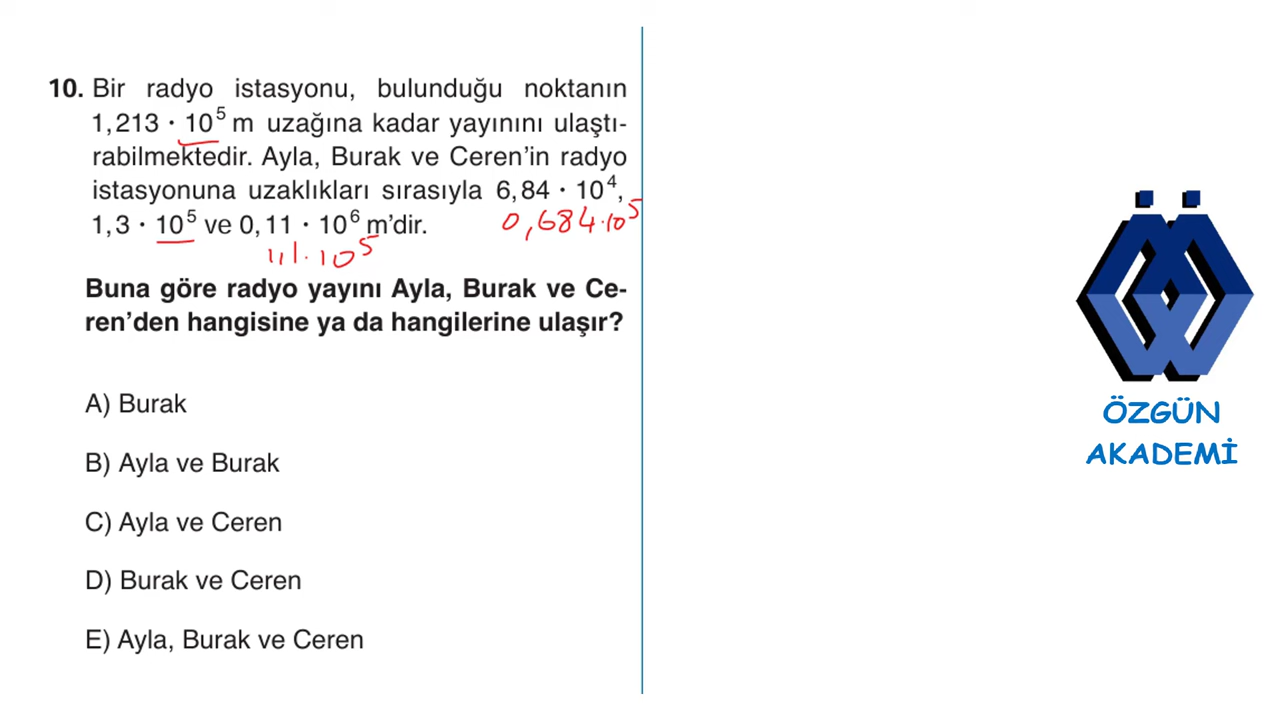 10. Bir radyo istasyonu, bulunduğu noktanın
1,213 · 10⁵ m uzağına kadar yayınını ulaştı-
rabilmektedir. Ayla, Burak ve Ceren’in radyo
istasyonuna uzaklıkları sırasıyla 6,84 · 10⁴,
1,3 · 10⁵ ve 0,11 · 10⁶ m’dir.
0,684·10⁵
1,1·10⁵
Buna göre radyo yayını Ayla, Burak ve Ce-
ren’den hangisine ya da hangilerine ulaşır?
A) Burak
B) Ayla ve Burak
C) Ayla ve Ceren
D) Burak ve Ceren
E) Ayla, Burak ve Ceren
ÖZGÜN
AKADEMİ